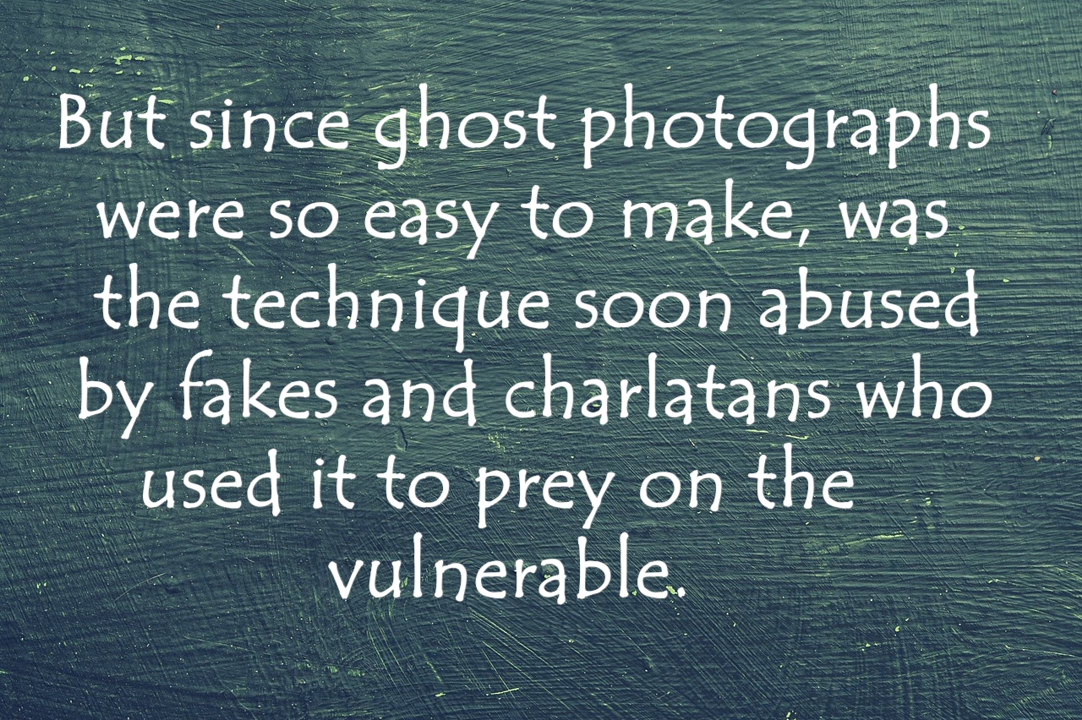 But since ghost photographs
were so easy to make, was
the technique soon abused
by fakes and charlatans who
used it to prey on the
vulnerable.